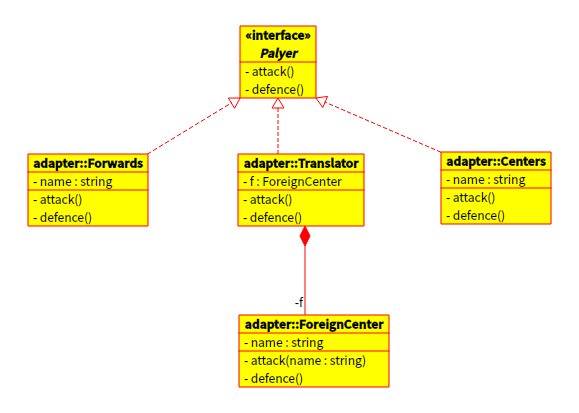 «interface»
Palyer
- attack()
- defence()
adapter::Forwards
- name : string
- attack()
- defence()
adapter::Translator
- f : ForeignCenter
- attack()
- defence()
adapter::Centers
- name : string
- attack()
- defence()
-f
adapter::ForeignCenter
- name : string
- attack(name : string)
- defence()